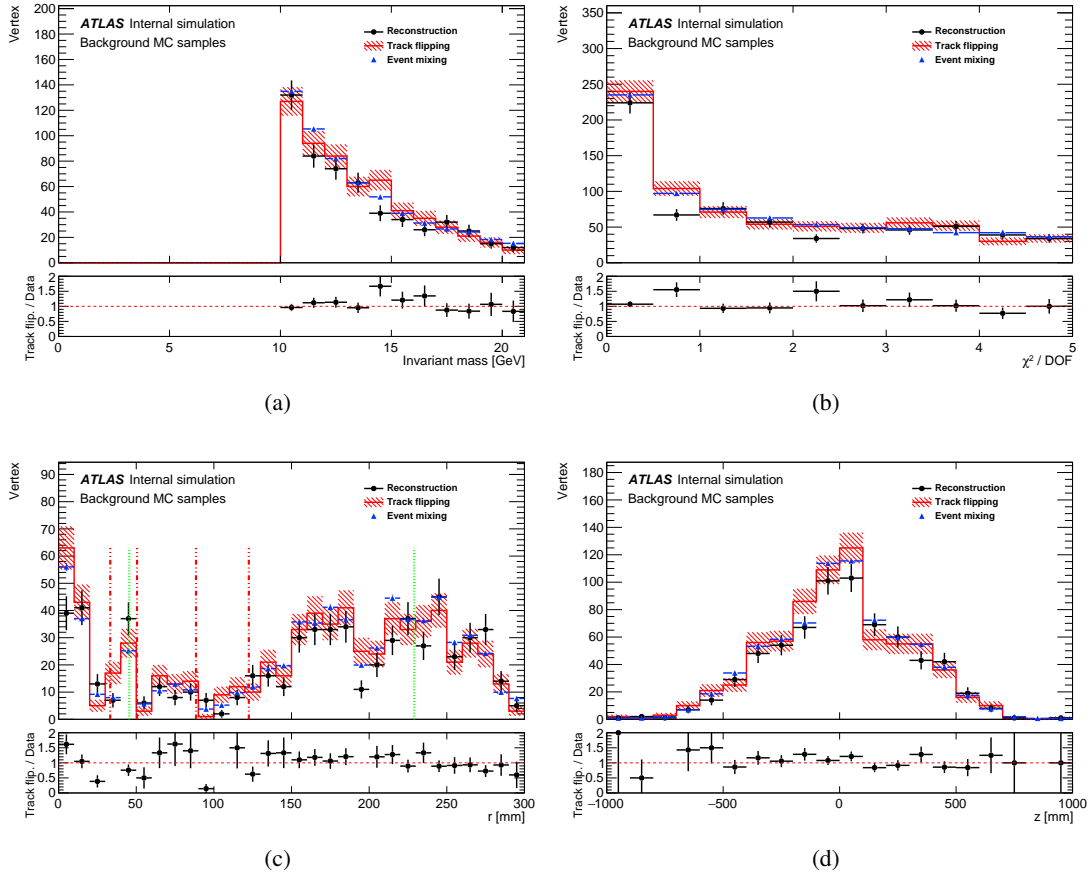 ATLAS Internal simulation
Background MC samples
Reconstruction
Track flipping
Event mixing
Vertex
200
180
160
140
120
100
80
60
40
20
0
Track flip. / Data
2
1.5
1
0.5
0
0 5 10 15 20
Invariant mass [GeV]
(a)
ATLAS Internal simulation
Background MC samples
Reconstruction
Track flipping
Event mixing
Vertex
350
300
250
200
150
100
50
0
Track flip. / Data
2
1.5
1
0.5
0
0 1 2 3 4 5
χ² / DOF
(b)
ATLAS Internal simulation
Background MC samples
Reconstruction
Track flipping
Event mixing
Vertex
90
80
70
60
50
40
30
20
10
0
Track flip. / Data
2
1.5
1
0.5
0
0 50 100 150 200 250 300
r [mm]
(c)
ATLAS Internal simulation
Background MC samples
Reconstruction
Track flipping
Event mixing
Vertex
180
160
140
120
100
80
60
40
20
0
Track flip. / Data
2
1.5
1
0.5
0
−1000 −500 0 500 1000
z [mm]
(d)